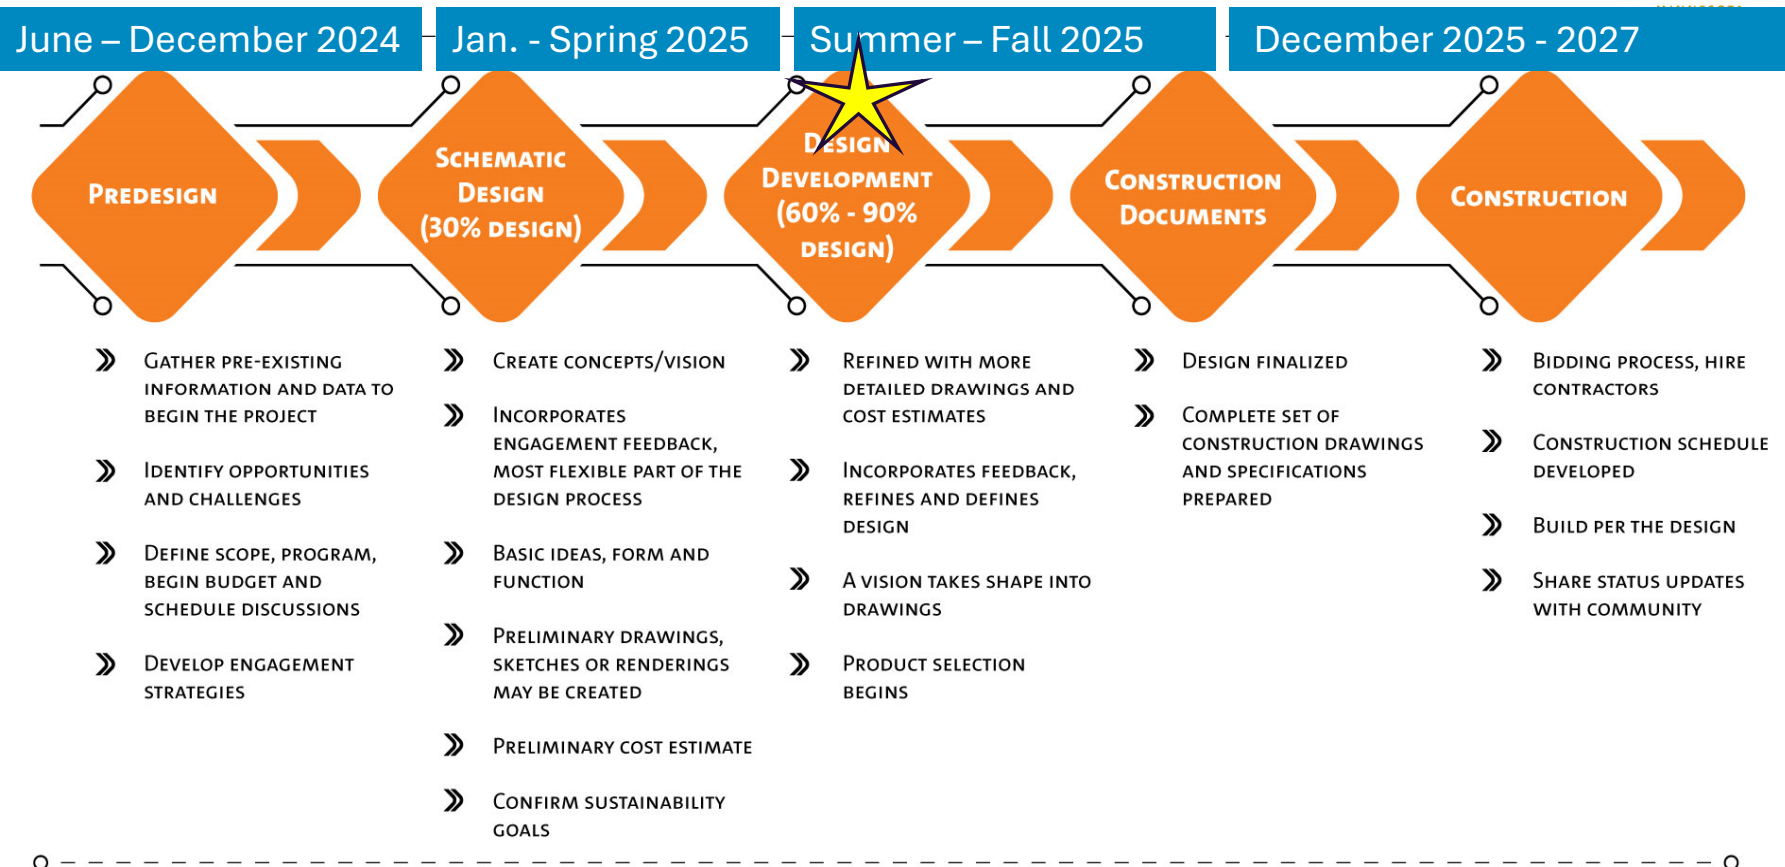 June – December 2024
Jan. - Spring 2025
Summer – Fall 2025
December 2025 - 2027
Predesign
Schematic
Design
(30% design)
Design
Development
(60% - 90%
design)
Construction
Documents
Construction
Gather pre-existing
information and data to
begin the project
Identify opportunities
and challenges
Define scope, program,
begin budget and
schedule discussions
Develop engagement
strategies
Create concepts/vision
Incorporates
engagement feedback,
most flexible part of the
design process
Basic ideas, form and
function
Preliminary drawings,
sketches or renderings
may be created
Preliminary cost estimate
Confirm sustainability
goals
Refined with more
detailed drawings and
cost estimates
Incorporates feedback,
refines and defines
design
A vision takes shape into
drawings
Product selection
begins
Design finalized
Complete set of
construction drawings
and specifications
prepared
Bidding process, hire
contractors
Construction schedule
developed
Build per the design
Share status updates
with community